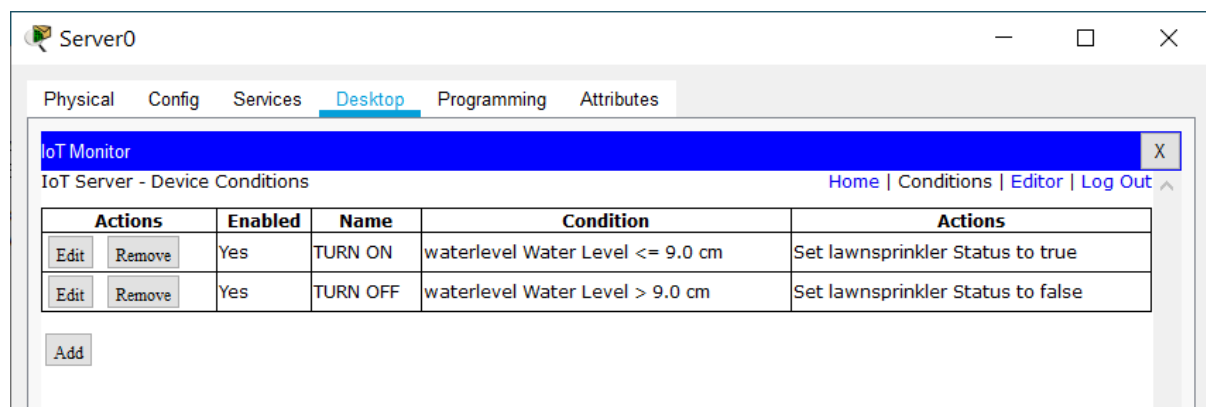 Server0
Physical Config Services Desktop Programming Attributes
IoT Monitor X
IoT Server - Device Conditions Home | Conditions | Editor | Log Out
Actions Enabled Name Condition Actions
Edit Remove Yes TURN ON waterlevel Water Level <= 9.0 cm Set lawnsprinkler Status to true
Edit Remove Yes TURN OFF waterlevel Water Level > 9.0 cm Set lawnsprinkler Status to false
Add